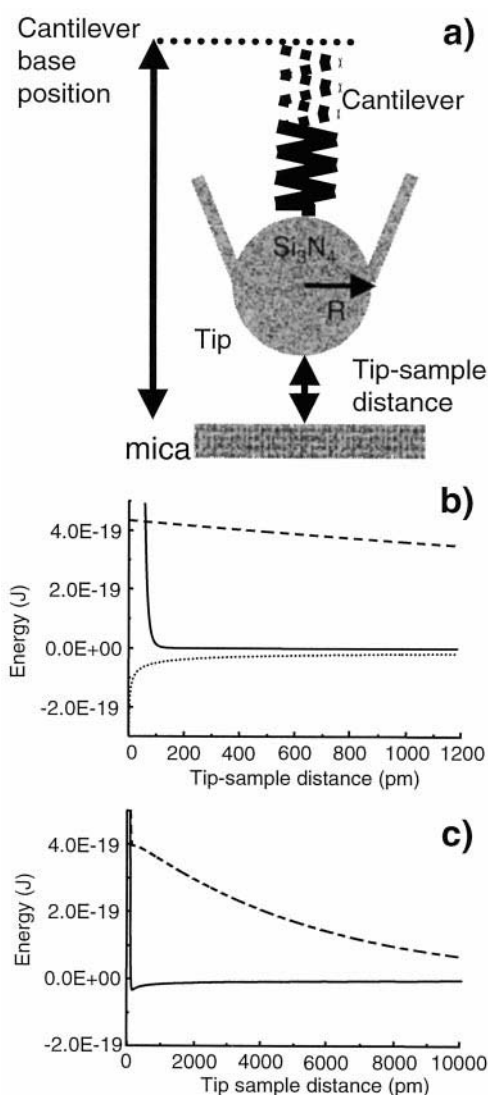 a)
Cantilever
base
position
Cantilever
Si₃N₄
R
Tip
Tip-sample
distance
mica
b)
4.0E-19
2.0E-19
0.0E+00
-2.0E-19
Energy (J)
0 200 400 600 800 1000 1200
Tip-sample distance (pm)
c)
4.0E-19
2.0E-19
0.0E+00
-2.0E-19
Energy (J)
0 2000 4000 6000 8000 10000
Tip sample distance (pm)